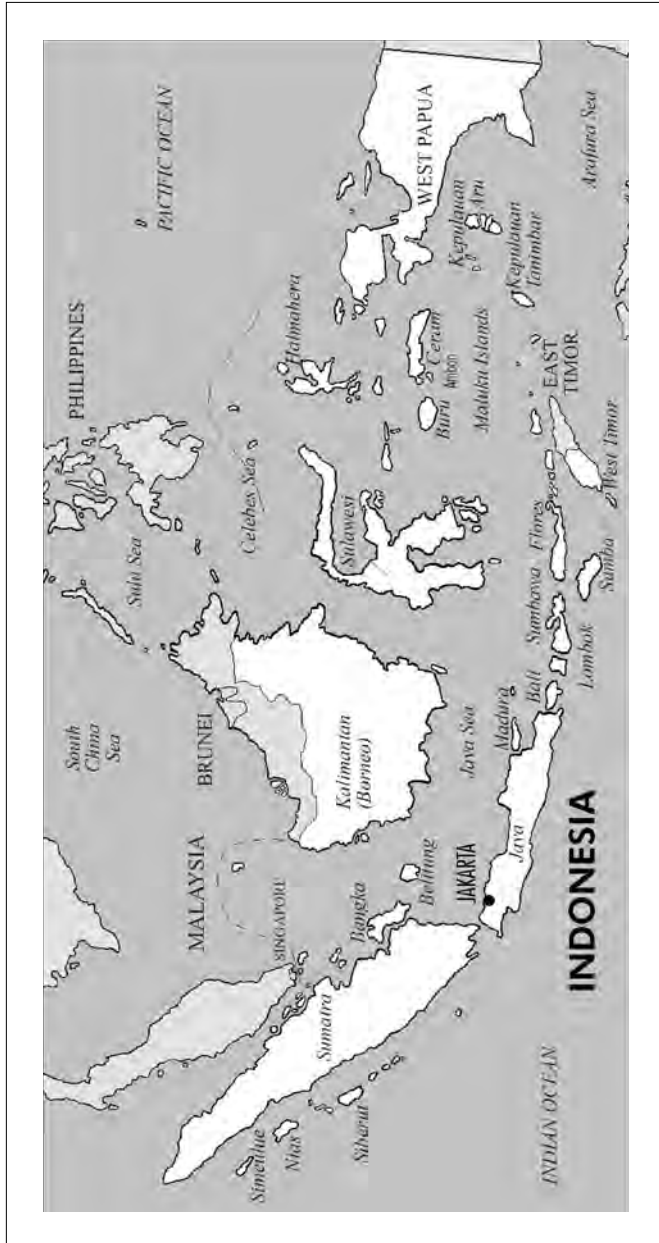 PACIFIC OCEAN
PHILIPPINES
South
China
Sea
Sulu Sea
Celebes Sea
BRUNEI
MALAYSIA
SINGAPORE
Halmahera
WEST PAPUA
Sulawesi
Kalimantan
(Borneo)
Sumatra
Simeulue
Nias
Siberut
Bangka
Belitung
Buru
Ambon
Ceram
Maluku Islands
Kepulauan
Aru
Kepulauan
Tanimbar
Arafura Sea
Java Sea
JAKARTA
Java
Madura
Bali
Lombok
Sumbawa
Flores
Sumba
EAST
TIMOR
West Timor
INDIAN OCEAN
INDONESIA